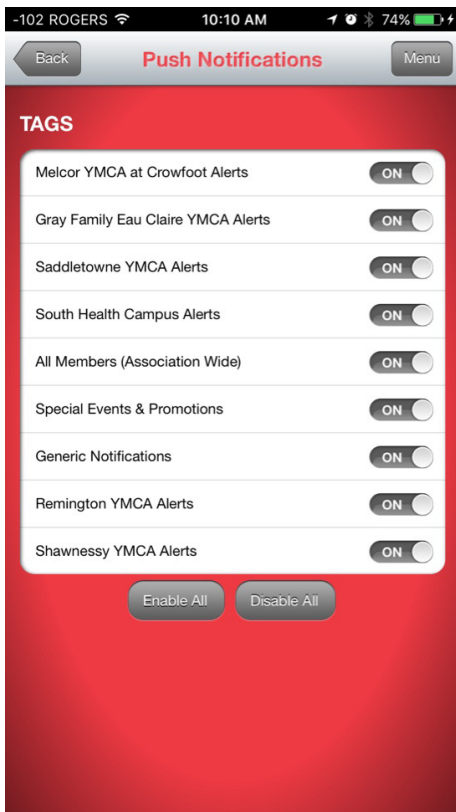 -102 ROGERS 10:10 AM 74%
Back Push Notifications Menu
TAGS
Melcor YMCA at Crowfoot Alerts ON
Gray Family Eau Claire YMCA Alerts ON
Saddletowne YMCA Alerts ON
South Health Campus Alerts ON
All Members (Association Wide) ON
Special Events & Promotions ON
Generic Notifications ON
Remington YMCA Alerts ON
Shawnessy YMCA Alerts ON
Enable All Disable All